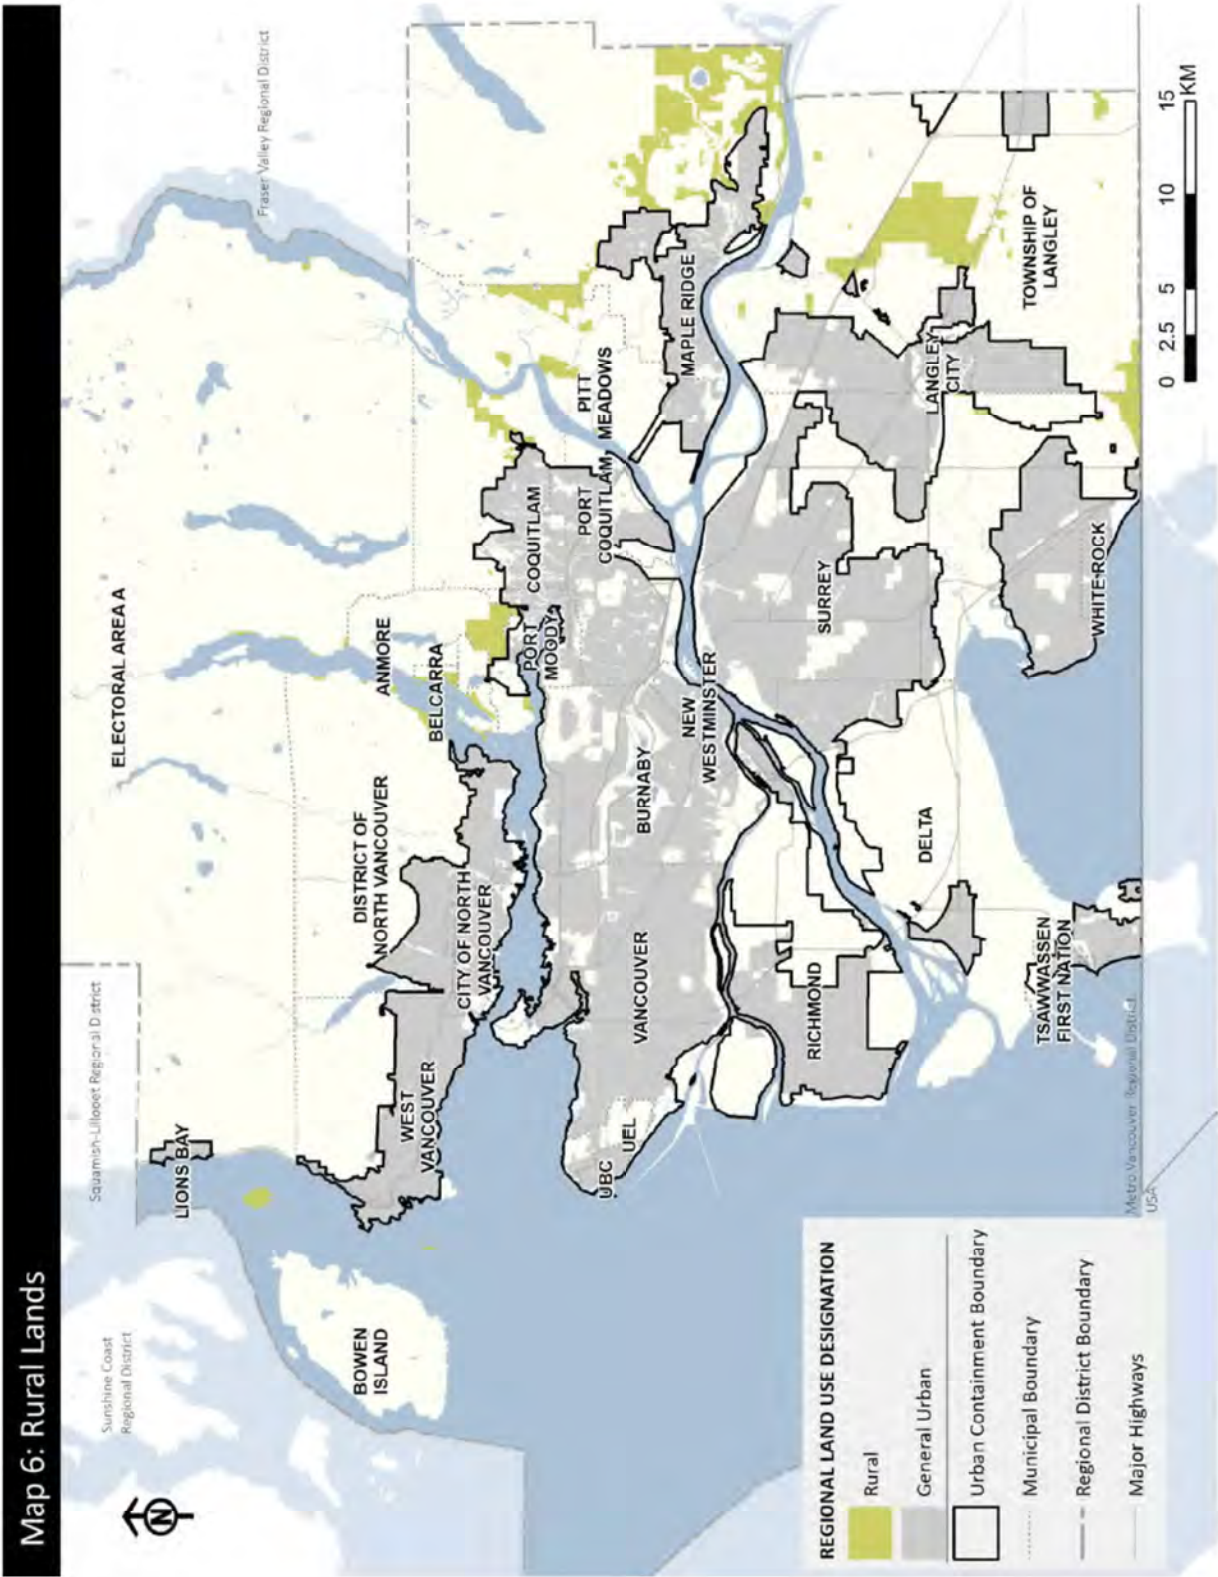 Map 6: Rural Lands
Sunshine Coast
Regional District
Squamish-Lillooet Regional District
Fraser Valley Regional District
ELECTORAL AREA A
LIONS BAY
BOWEN
ISLAND
WEST
VANCOUVER
DISTRICT OF
NORTH VANCOUVER
CITY OF NORTH
VANCOUVER
ANMORE
BELCARRA
PORT
MOODY
COQUITLAM
PORT
COQUITLAM
PITT
MEADOWS
MAPLE RIDGE
UBC
UEL
VANCOUVER
BURNABY
NEW
WESTMINSTER
RICHMOND
SURREY
DELTA
LANGLEY
CITY
TOWNSHIP OF
LANGLEY
WHITE ROCK
TSAWWASSEN
FIRST NATION
Metro Vancouver Regional District
USA
REGIONAL LAND USE DESIGNATION
Rural
General Urban
Urban Containment Boundary
Municipal Boundary
Regional District Boundary
Major Highways
0 2.5 5 10 15
KM
N